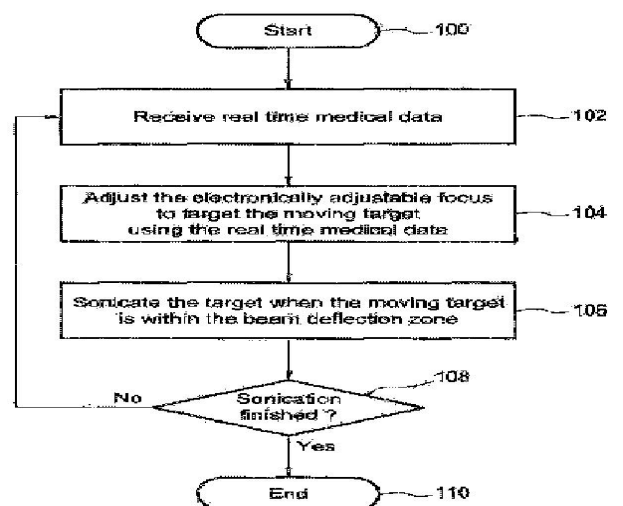 Start
100
Receive real time medical data
102
Adjust the electronically adjustable focus
to target the moving target
using the real time medical data
104
Sonicate the target when the moving target
is within the beam deflection zone
106
108
Sonication
finished ?
No
Yes
End
110